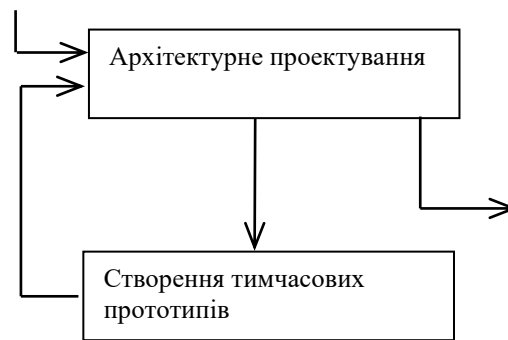 Архітектурне проектування
Створення тимчасових
прототипів